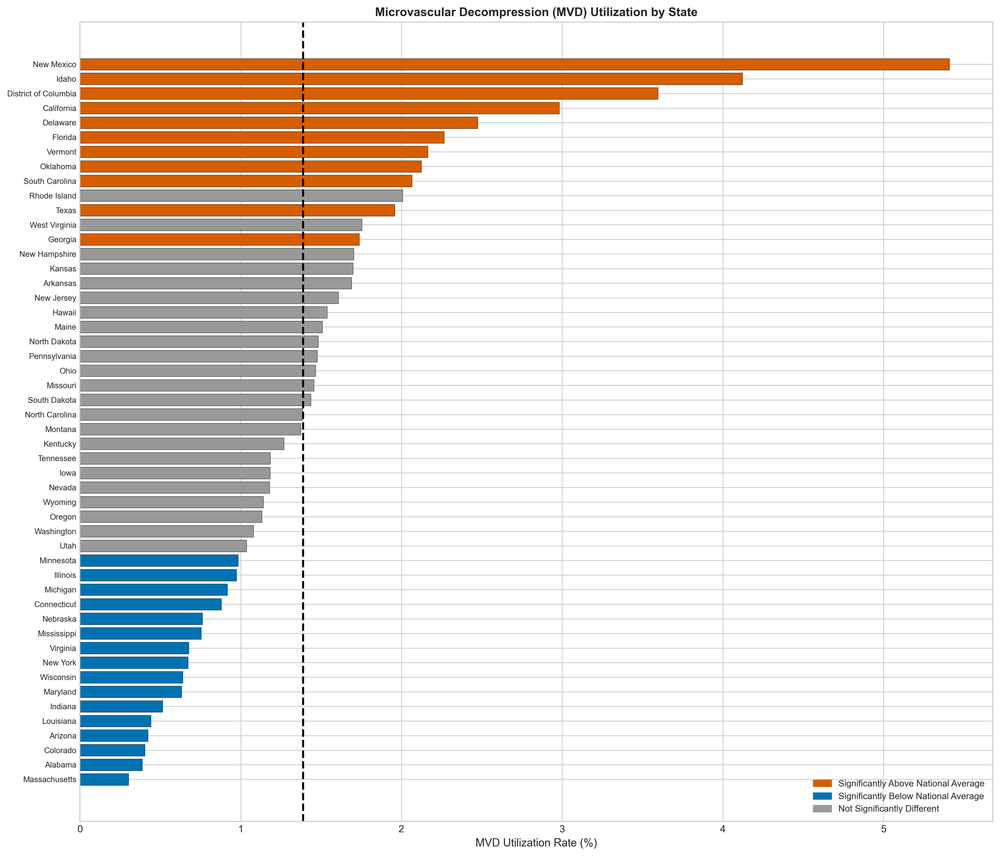 Microvascular Decompression (MVD) Utilization by State
New Mexico
Idaho
District of Columbia
California
Delaware
Florida
Vermont
Oklahoma
South Carolina
Rhode Island
Texas
West Virginia
Georgia
New Hampshire
Kansas
Arkansas
New Jersey
Hawaii
Maine
North Dakota
Pennsylvania
Ohio
Missouri
South Dakota
North Carolina
Montana
Kentucky
Tennessee
Iowa
Nevada
Wyoming
Oregon
Washington
Utah
Minnesota
Illinois
Michigan
Connecticut
Nebraska
Mississippi
Virginia
New York
Wisconsin
Maryland
Indiana
Louisiana
Arizona
Colorado
Alabama
Massachusetts
Significantly Above National Average
Significantly Below National Average
Not Significantly Different
0 1 2 3 4 5
MVD Utilization Rate (%)